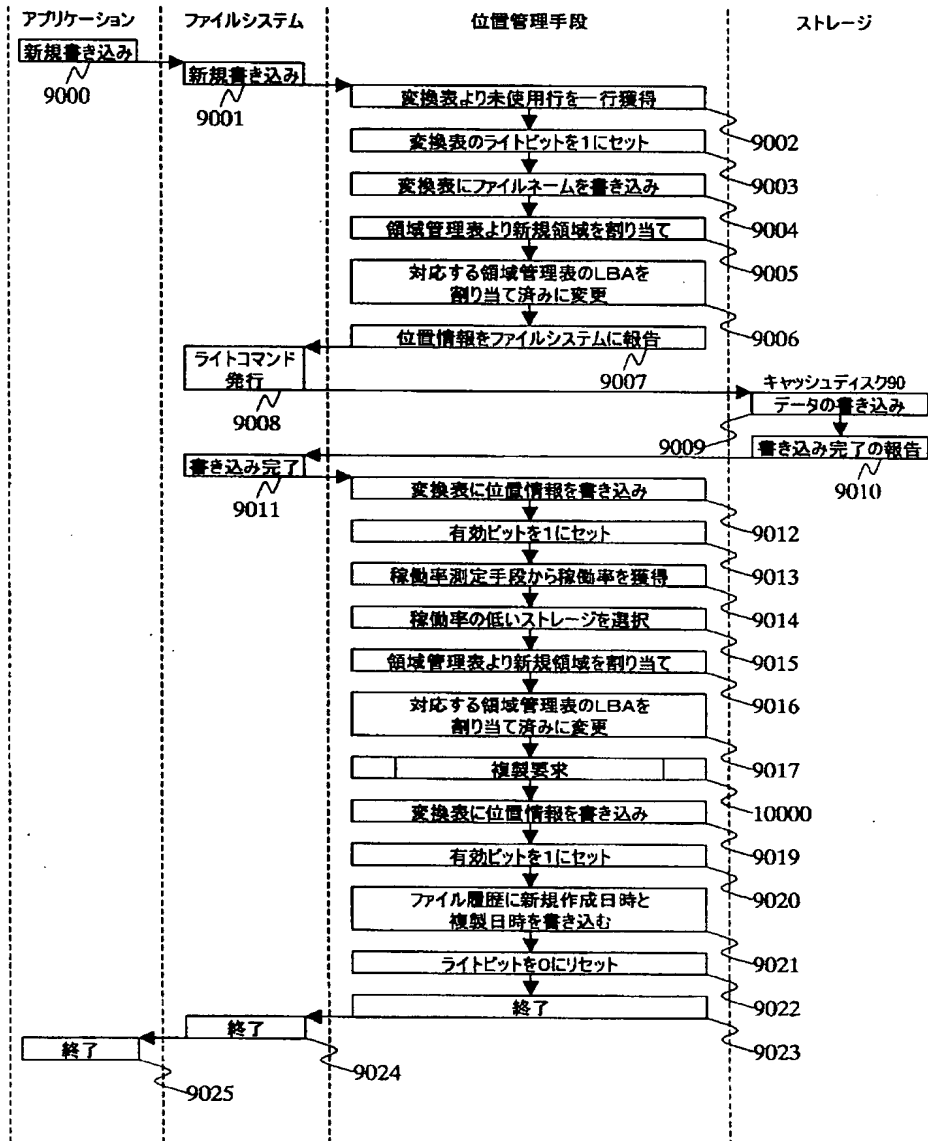 アプリケーション
ファイルシステム
位置管理手段
ストレージ
新規書き込み
9000
新規書き込み
9001
変換表より未使用行を一行獲得
9002
変換表のライトビットを1にセット
9003
変換表にファイルネームを書き込み
9004
領域管理表より新規領域を割り当て
9005
対応する領域管理表のLBAを
割り当て済みに変更
9006
位置情報をファイルシステムに報告
9007
ライトコマンド
発行
9008
キャッシュディスク90
データの書き込み
9009
書き込み完了の報告
9010
書き込み完了
9011
変換表に位置情報を書き込み
9012
有効ビットを1にセット
9013
稼働率測定手段から稼働率を獲得
9014
稼働率の低いストレージを選択
9015
領域管理表より新規領域を割り当て
9016
対応する領域管理表のLBAを
割り当て済みに変更
9017
複製要求
10000
変換表に位置情報を書き込み
9019
有効ビットを1にセット
9020
ファイル履歴に新規作成日時と
複製日時を書き込む
9021
ライトビットを0にリセット
9022
終了
9023
終了
9024
終了
9025